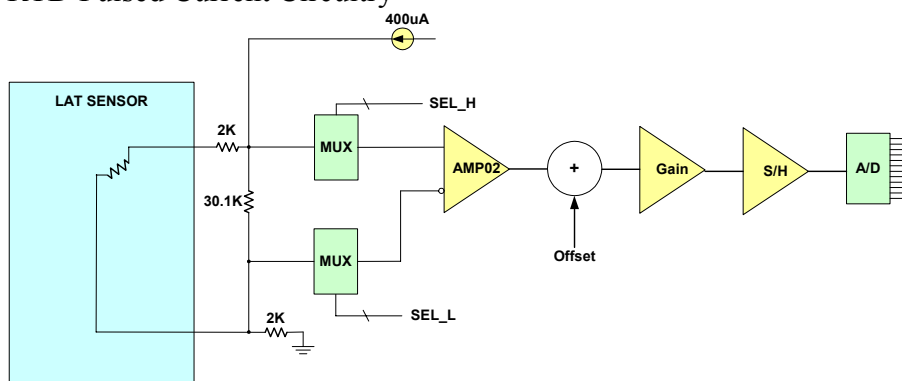 RTD Pulsed Current Circuitry
400uA
LAT SENSOR
2K
SEL_H
MUX
AMP02
+
Gain
S/H
A/D
30.1K
Offset
MUX
SEL_L
2K